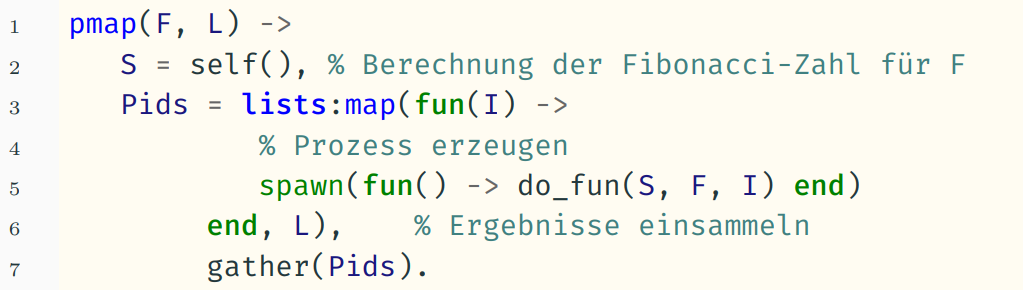 1 pmap(F, L) ->
2 S = self(), % Berechnung der Fibonacci-Zahl für F
3 Pids = lists:map(fun(I) ->
4 % Prozess erzeugen
5 spawn(fun() -> do_fun(S, F, I) end)
6 end, L), % Ergebnisse einsammeln
7 gather(Pids).